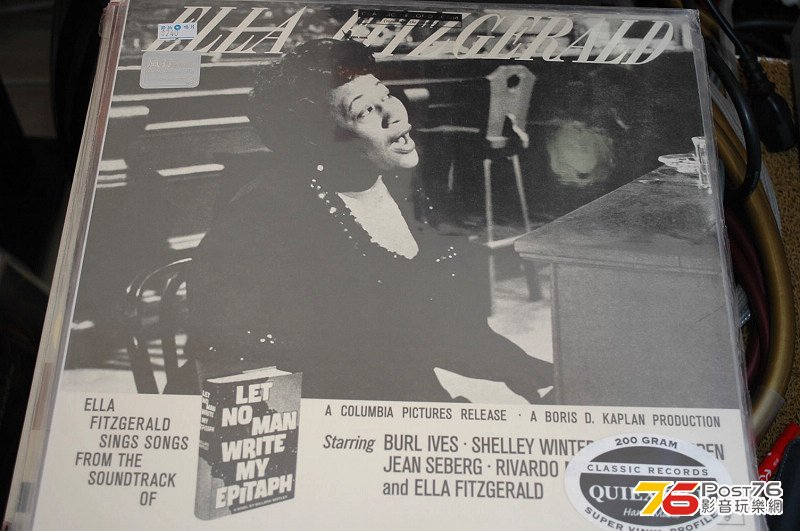 ELLA FITZGERALD
ELLA
FITZGERALD
SINGS SONGS
FROM THE
SOUNDTRACK
OF
LET
NO MAN
WRITE
MY
EPITAPH
A COLUMBIA PICTURES RELEASE · A BORIS D. KAPLAN PRODUCTION
Starring BURL IVES · SHELLEY
JEAN SEBERG · RIVARDO
and ELLA FITZGERALD
200 GRAM
CLASSIC RECORDS
SUPER VINYL PROFILE
76 Post76
影音玩樂網